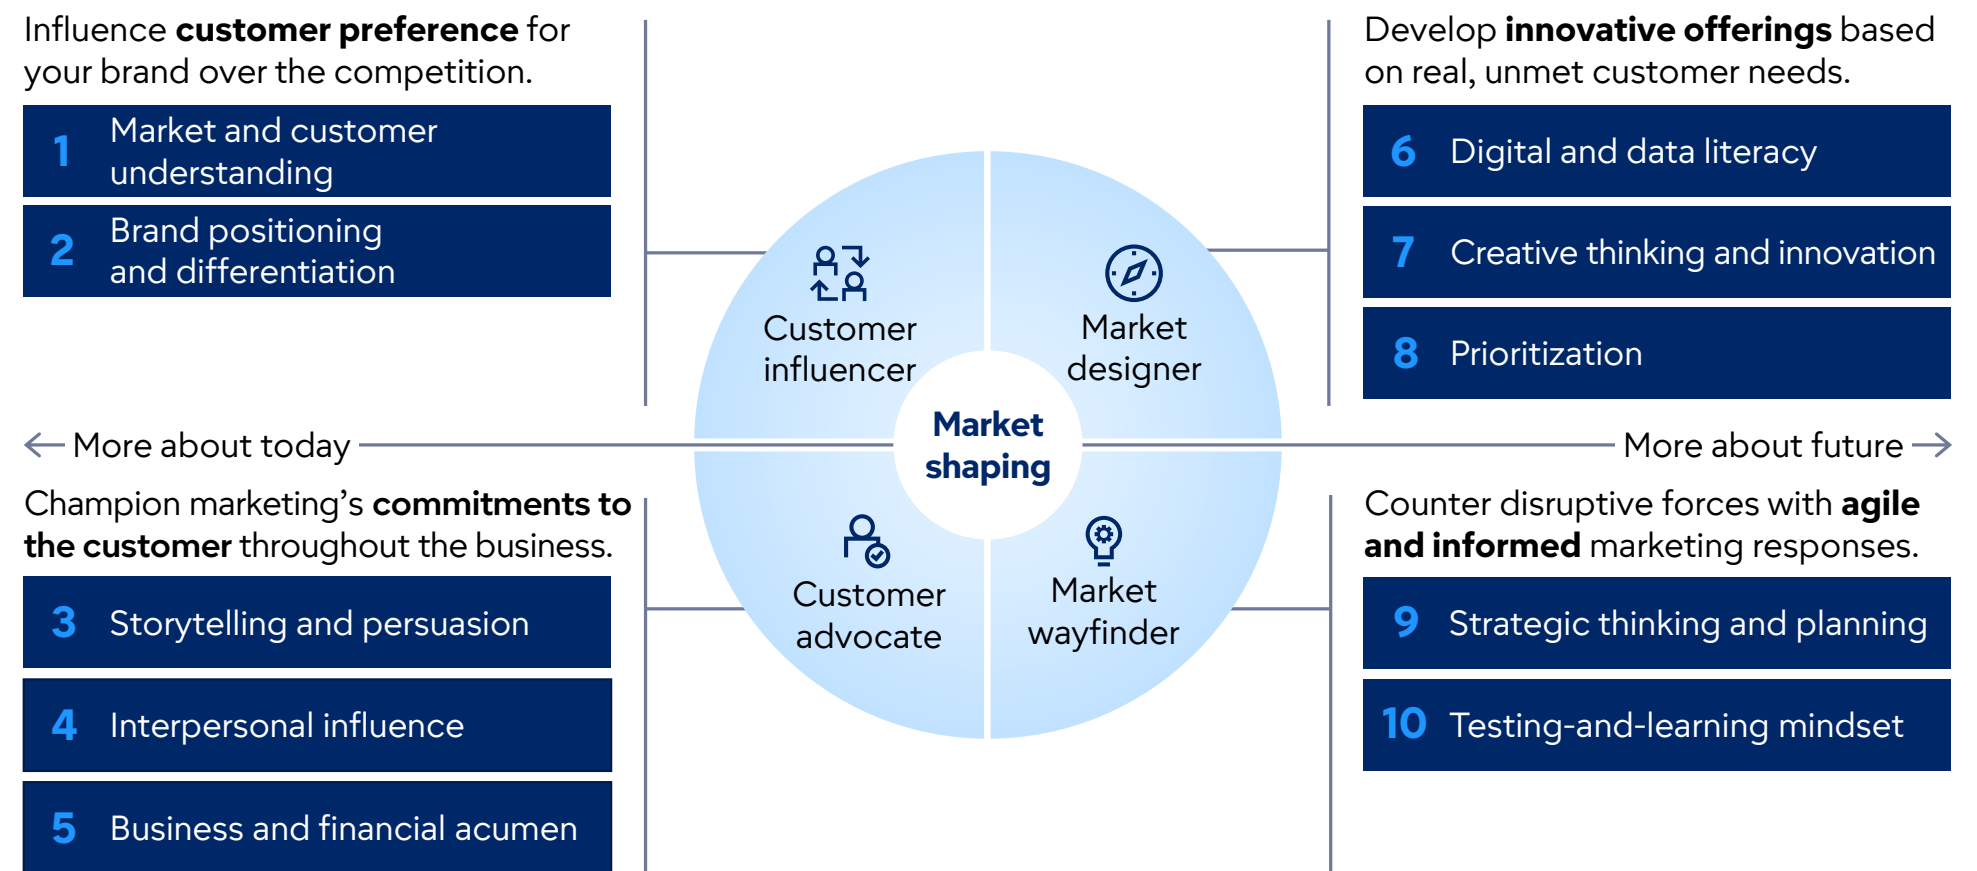 Influence customer preference for
your brand over the competition.
1 Market and customer
understanding
2 Brand positioning
and differentiation
Develop innovative offerings based
on real, unmet customer needs.
6 Digital and data literacy
7 Creative thinking and innovation
8 Prioritization
Customer
influencer
Market
designer
Market
shaping
More about today
More about future
Customer
advocate
Market
wayfinder
Champion marketing’s commitments to
the customer throughout the business.
3 Storytelling and persuasion
4 Interpersonal influence
5 Business and financial acumen
Counter disruptive forces with agile
and informed marketing responses.
9 Strategic thinking and planning
10 Testing-and-learning mindset